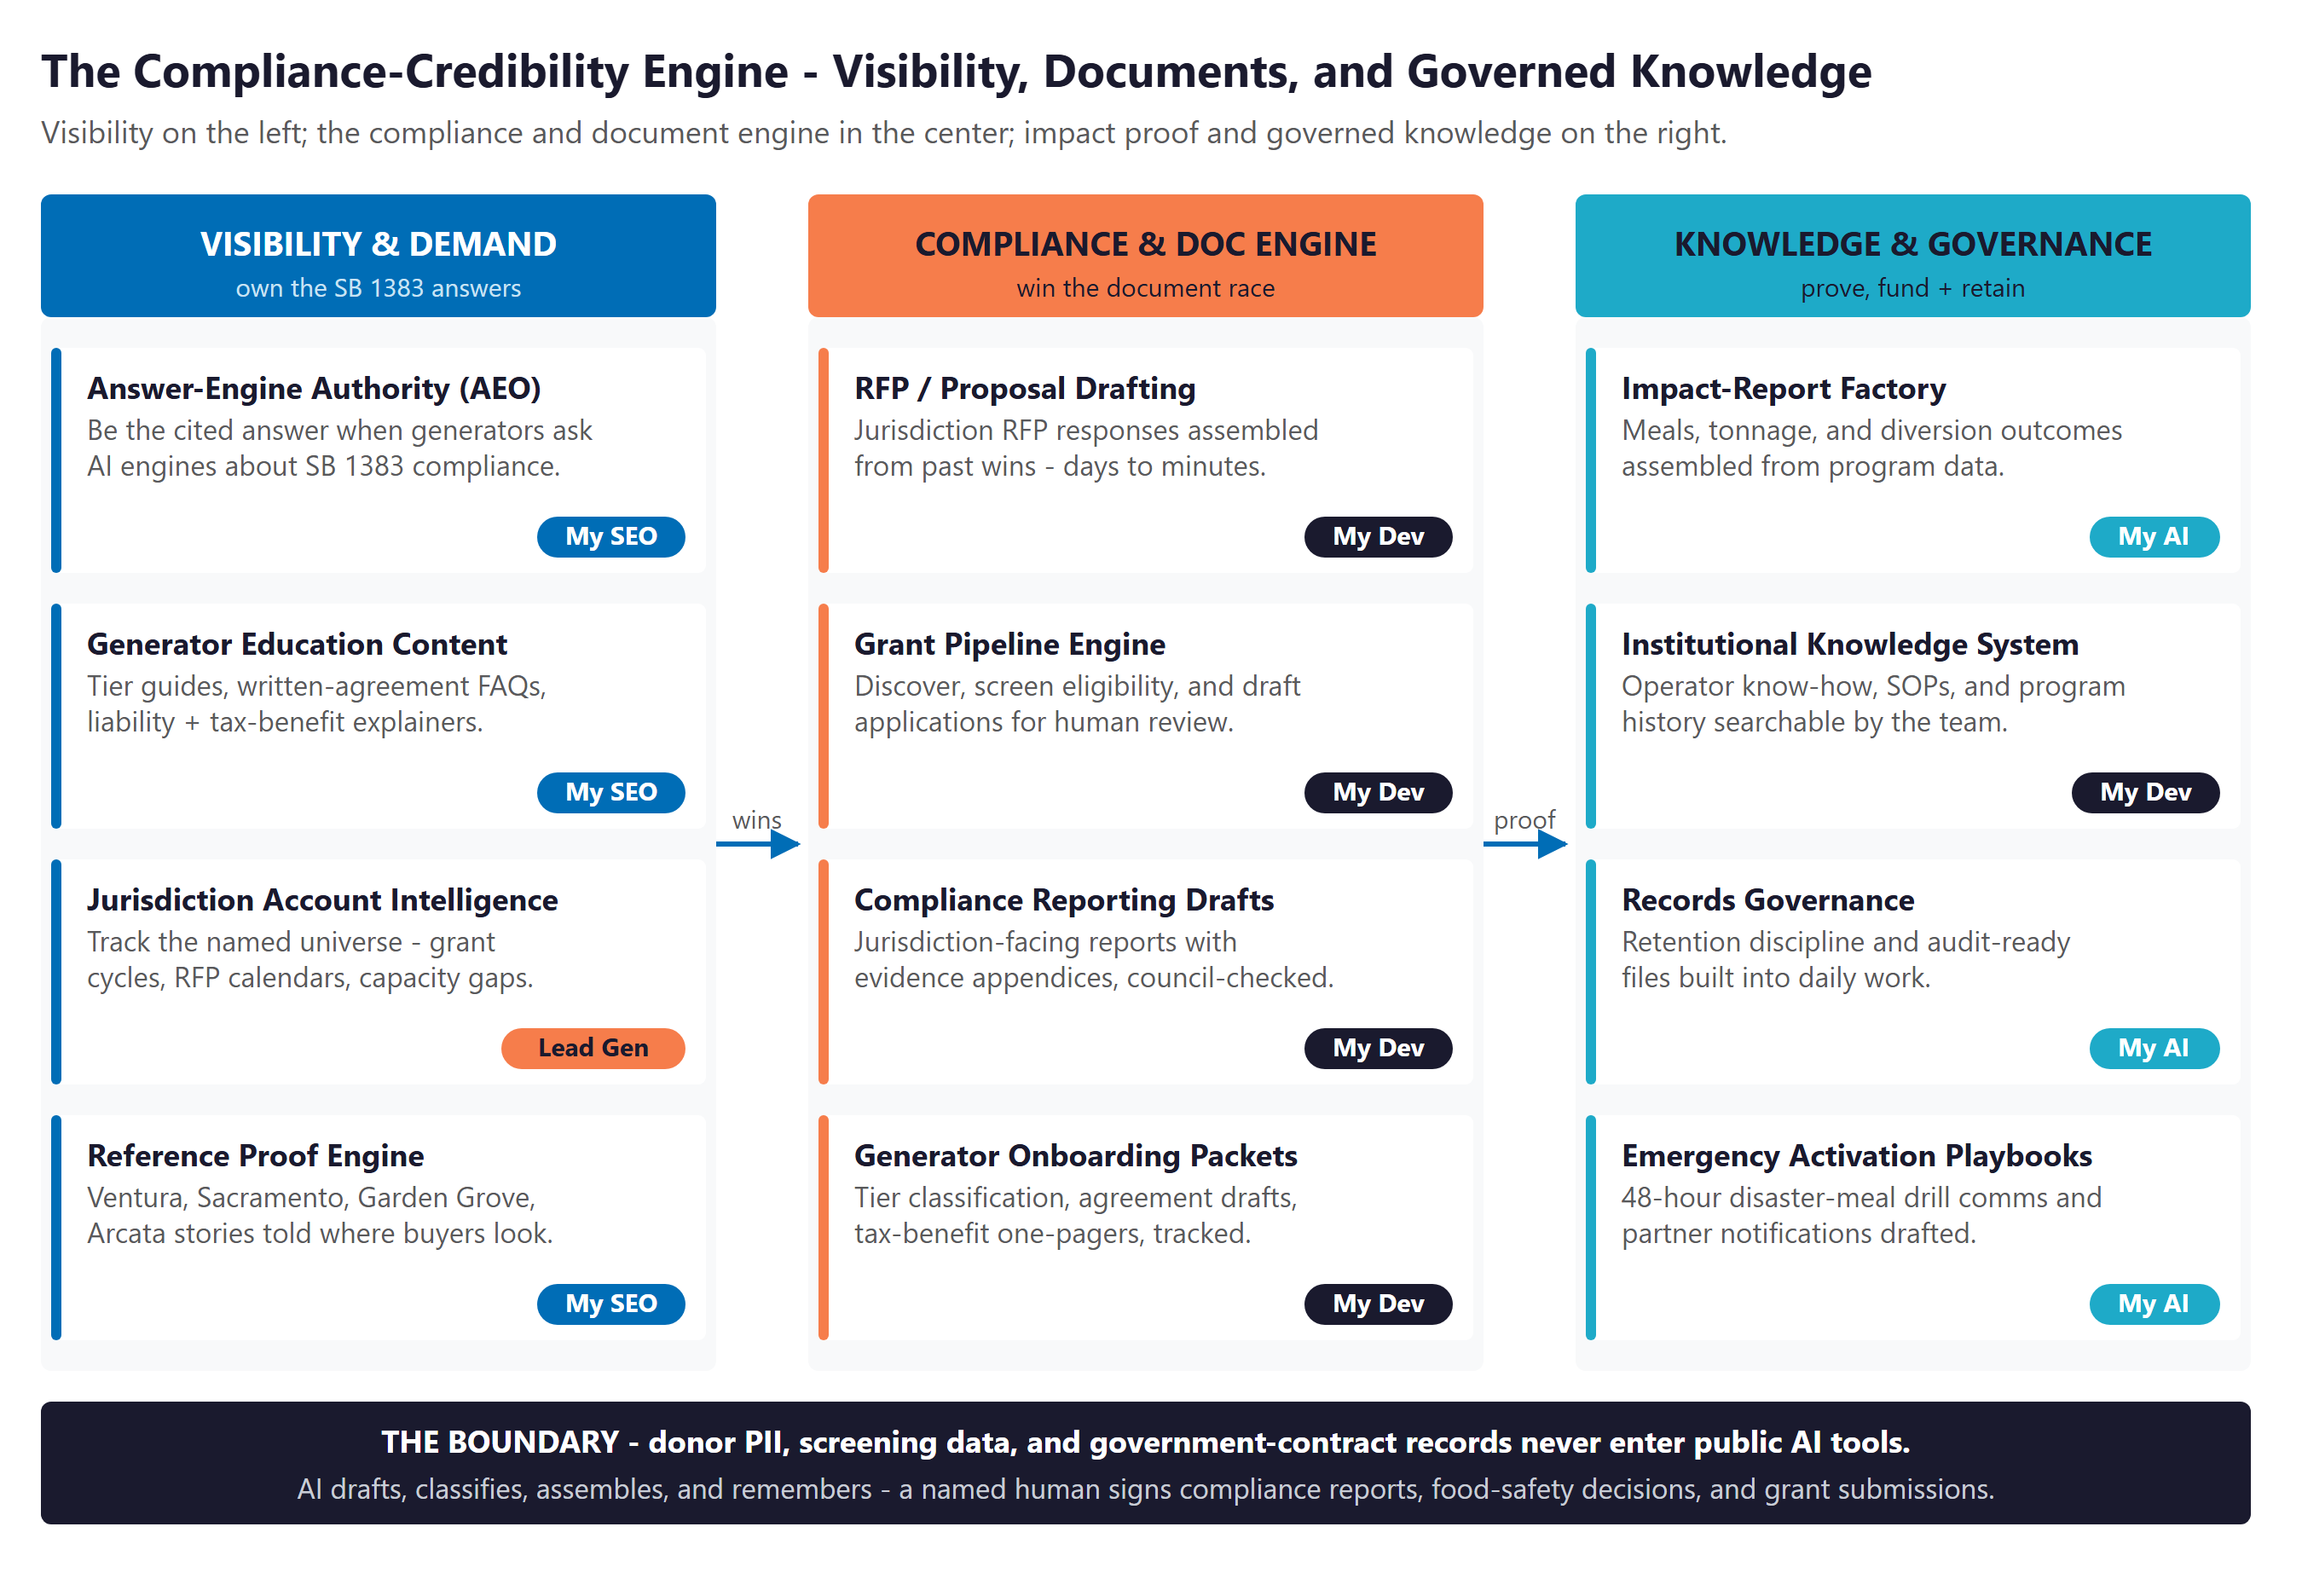 The Compliance-Credibility Engine - Visibility, Documents, and Governed Knowledge
Visibility on the left; the compliance and document engine in the center; impact proof and governed knowledge on the right.
VISIBILITY & DEMAND
own the SB 1383 answers
Answer-Engine Authority (AEO)
Be the cited answer when generators ask
AI engines about SB 1383 compliance.
My SEO
Generator Education Content
Tier guides, written-agreement FAQs,
liability + tax-benefit explainers.
My SEO
Jurisdiction Account Intelligence
Track the named universe - grant
cycles, RFP calendars, capacity gaps.
Lead Gen
Reference Proof Engine
Ventura, Sacramento, Garden Grove,
Arcata stories told where buyers look.
My SEO
wins
COMPLIANCE & DOC ENGINE
win the document race
RFP / Proposal Drafting
Jurisdiction RFP responses assembled
from past wins - days to minutes.
My Dev
Grant Pipeline Engine
Discover, screen eligibility, and draft
applications for human review.
My Dev
Compliance Reporting Drafts
Jurisdiction-facing reports with
evidence appendices, council-checked.
My Dev
Generator Onboarding Packets
Tier classification, agreement drafts,
tax-benefit one-pagers, tracked.
My Dev
proof
KNOWLEDGE & GOVERNANCE
prove, fund + retain
Impact-Report Factory
Meals, tonnage, and diversion outcomes
assembled from program data.
My AI
Institutional Knowledge System
Operator know-how, SOPs, and program
history searchable by the team.
My Dev
Records Governance
Retention discipline and audit-ready
files built into daily work.
My AI
Emergency Activation Playbooks
48-hour disaster-meal drill comms and
partner notifications drafted.
My AI
THE BOUNDARY - donor PII, screening data, and government-contract records never enter public AI tools.
AI drafts, classifies, assembles, and remembers - a named human signs compliance reports, food-safety decisions, and grant submissions.